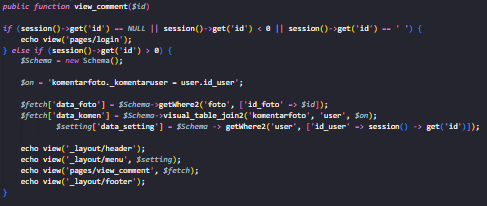 public function view_comment($id)
if (session()->get('id') == NULL || session()->get('id') < 0 || session()->get('id') == ' ') {
echo view('pages/login');
} else if (session()->get('id') > 0) {
$Schema = new Schema();
$on = 'komentarfoto._komentaruser = user.id_user';
$fetch['data_foto'] = $Schema->getWhere2('foto', ['id_foto' => $id]);
$fetch['data_komen'] = $Schema->visual_table_join2('komentarfoto', 'user', $on);
$setting['data_setting'] = $Schema -> getWhere2('user', ['id_user' => session() -> get('id')]);
echo view('_layout/header');
echo view('_layout/menu', $setting);
echo view('pages/view_comment', $fetch);
echo view('_layout/footer');
}